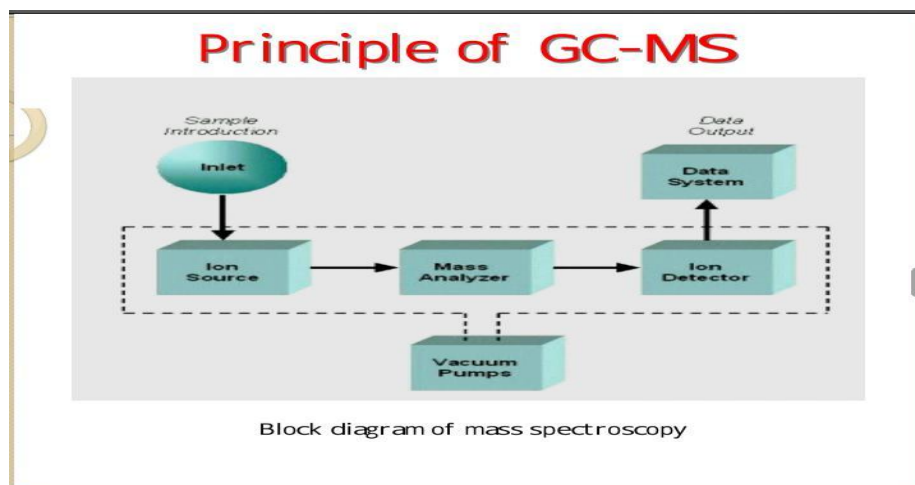 Principle of GC-MS
Sample
Introduction
Inlet
Data
Output
Data
System
Ion
Source
Mass
Analyzer
Ion
Detector
Vacuum
Pumps
Block diagram of mass spectroscopy